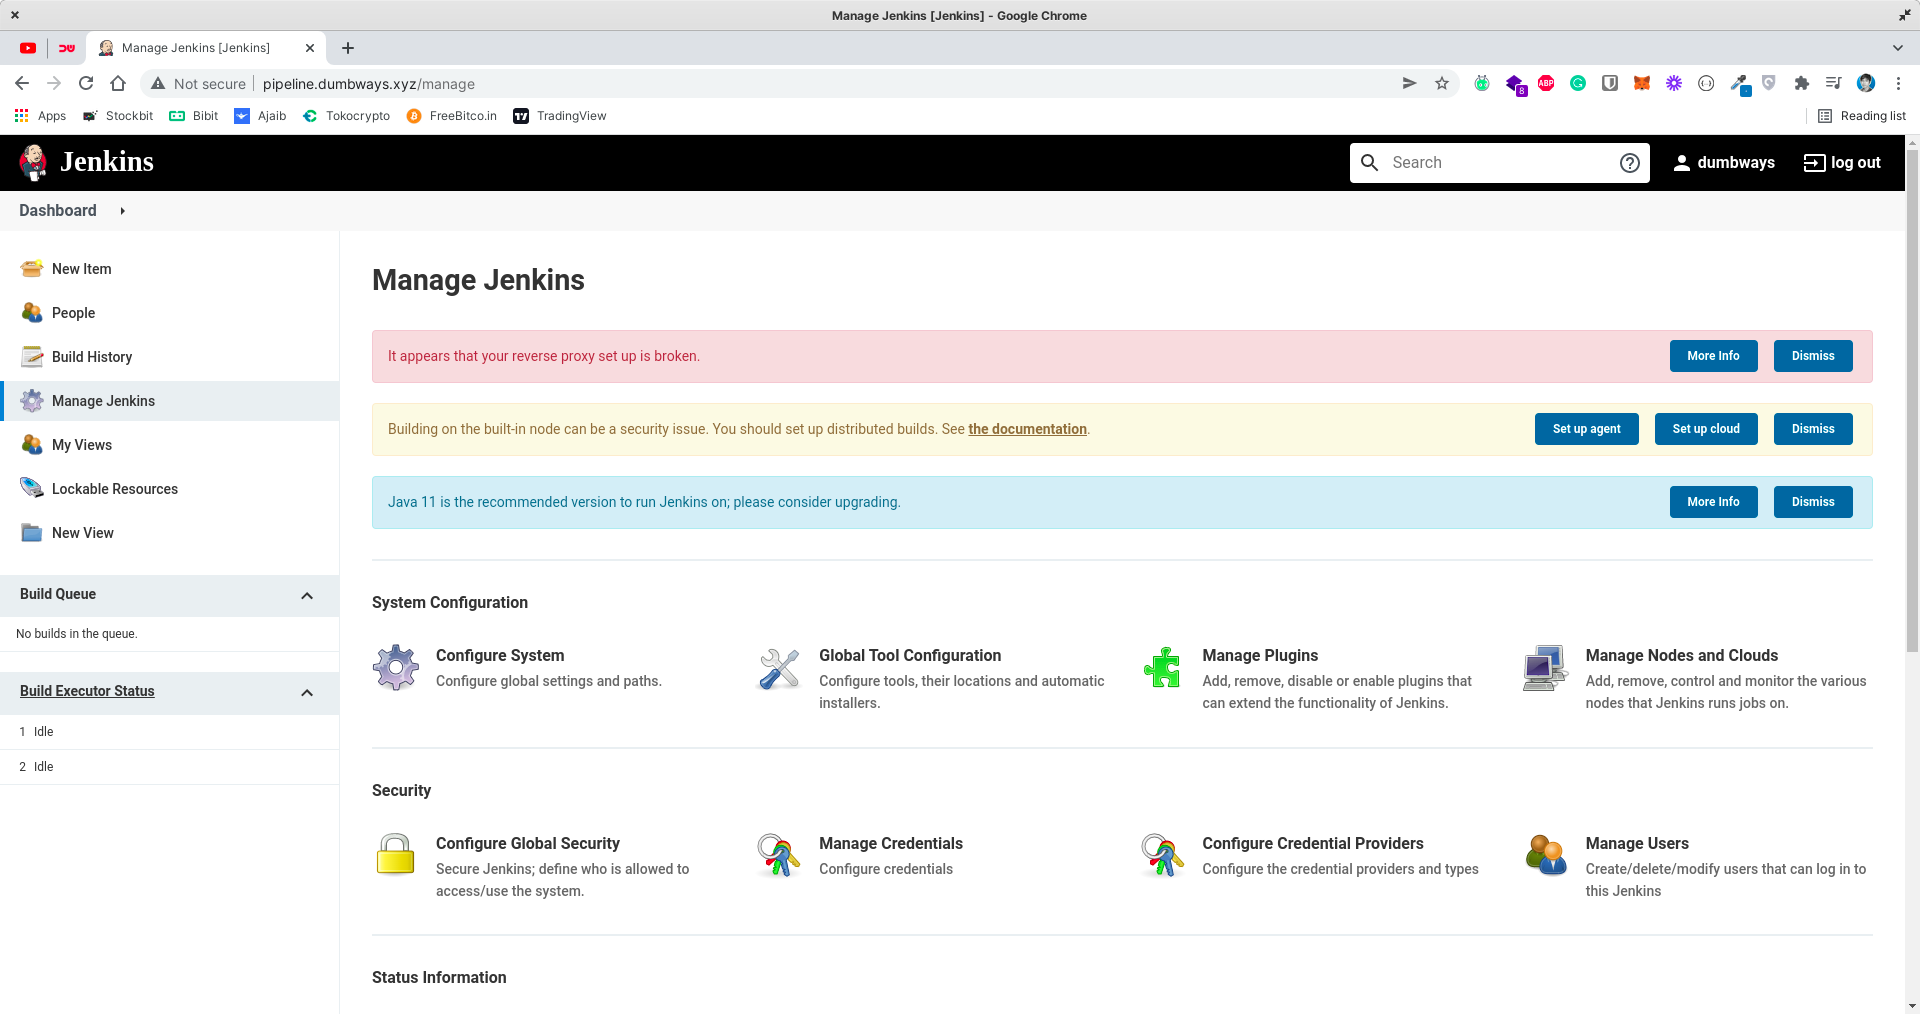 Manage Jenkins [Jenkins] - Google Chrome
Manage Jenkins [Jenkins]
Not secure
pipeline.dumbways.xyz/manage
8
ABP
Apps
Stockbit
Bibit
Ajaib
Tokocrypto
FreeBitco.in
TradingView
Reading list
Jenkins
Search
dumbways
log out
Dashboard
New Item
People
Build History
Manage Jenkins
My Views
Lockable Resources
New View
Build Queue
No builds in the queue.
Build Executor Status
1 Idle
2 Idle
Manage Jenkins
It appears that your reverse proxy set up is broken.
More Info
Dismiss
Building on the built-in node can be a security issue. You should set up distributed builds. See the documentation.
Set up agent
Set up cloud
Dismiss
Java 11 is the recommended version to run Jenkins on; please consider upgrading.
More Info
Dismiss
System Configuration
Configure System
Configure global settings and paths.
Global Tool Configuration
Configure tools, their locations and automatic
installers.
Manage Plugins
Add, remove, disable or enable plugins that
can extend the functionality of Jenkins.
Manage Nodes and Clouds
Add, remove, control and monitor the various
nodes that Jenkins runs jobs on.
Security
Configure Global Security
Secure Jenkins; define who is allowed to
access/use the system.
Manage Credentials
Configure credentials
Configure Credential Providers
Configure the credential providers and types
Manage Users
Create/delete/modify users that can log in to
this Jenkins
Status Information